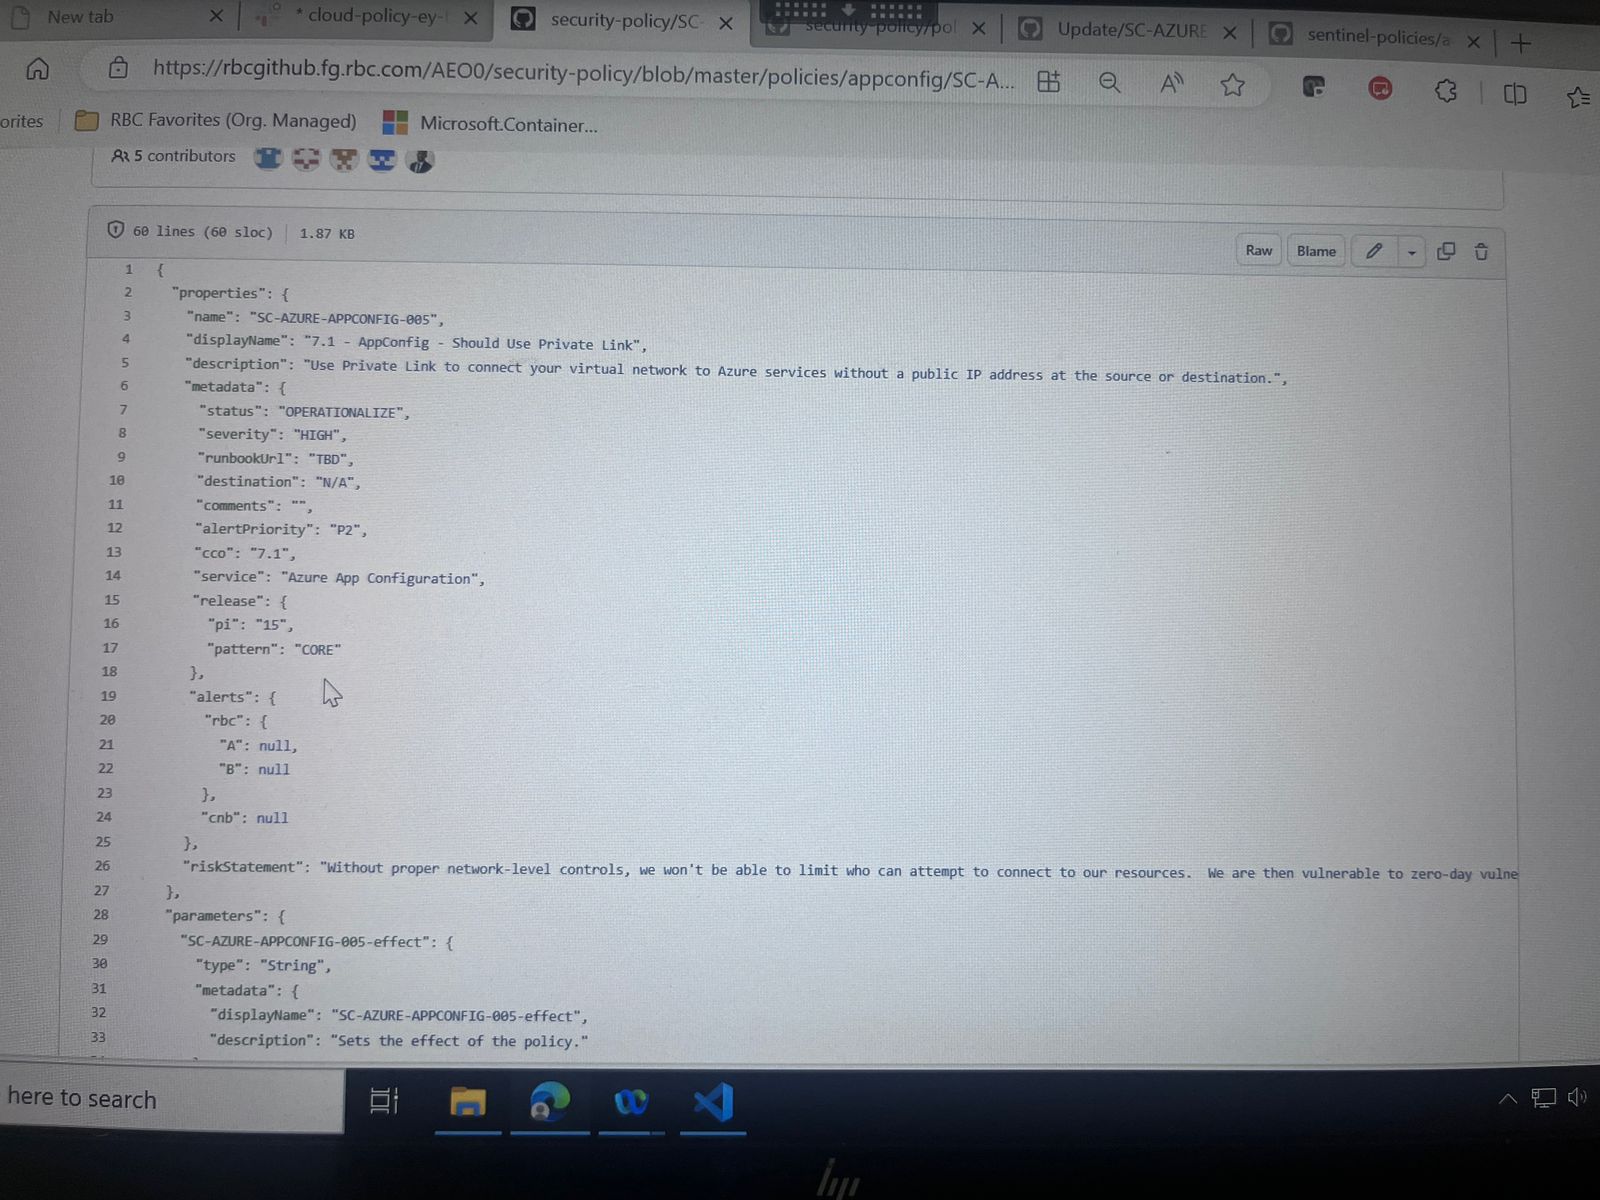 New tab
* cloud-policy-ey-
security-policy/SC-
security-policy/pol
Update/SC-AZURE
sentinel-policies/a
https://rbcgithub.fg.rbc.com/AEO0/security-policy/blob/master/policies/appconfig/SC-A...
orites
RBC Favorites (Org. Managed)
Microsoft.Container...
5 contributors
60 lines (60 sloc)
1.87 KB
Raw
Blame
1 {
2 "properties": {
3 "name": "SC-AZURE-APPCONFIG-005",
4 "displayName": "7.1 - AppConfig - Should Use Private Link",
5 "description": "Use Private Link to connect your virtual network to Azure services without a public IP address at the source or destination.",
6 "metadata": {
7 "status": "OPERATIONALIZE",
8 "severity": "HIGH",
9 "runbookUrl": "TBD",
10 "destination": "N/A",
11 "comments": "",
12 "alertPriority": "P2",
13 "cco": "7.1",
14 "service": "Azure App Configuration",
15 "release": {
16 "pi": "15",
17 "pattern": "CORE"
18 },
19 "alerts": {
20 "rbc": {
21 "A": null,
22 "B": null
23 },
24 "cnb": null
25 },
26 "riskStatement": "Without proper network-level controls, we won't be able to limit who can attempt to connect to our resources.  We are then vulnerable to zero-day vulne
27 },
28 "parameters": {
29 "SC-AZURE-APPCONFIG-005-effect": {
30 "type": "String",
31 "metadata": {
32 "displayName": "SC-AZURE-APPCONFIG-005-effect",
33 "description": "Sets the effect of the policy."
here to search
hp